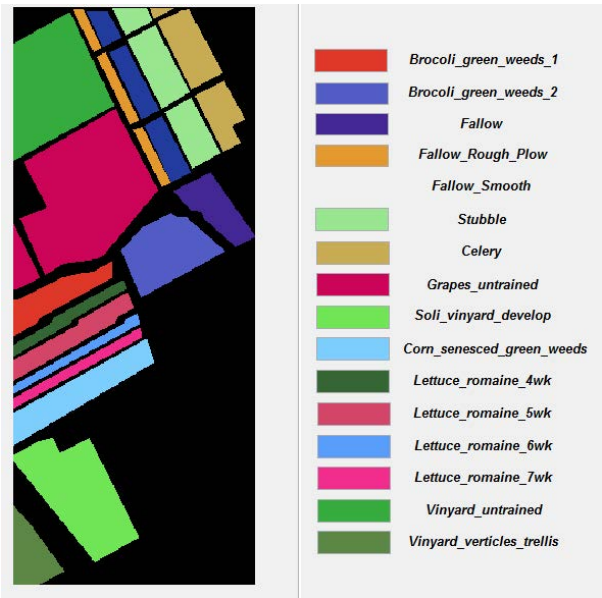 Brocoli_green_weeds_1
Brocoli_green_weeds_2
Fallow
Fallow_Rough_Plow
Fallow_Smooth
Stubble
Celery
Grapes_untrained
Soli_vinyard_develop
Corn_senesced_green_weeds
Lettuce_romaine_4wk
Lettuce_romaine_5wk
Lettuce_romaine_6wk
Lettuce_romaine_7wk
Vinyard_untrained
Vinyard_verticles_trellis